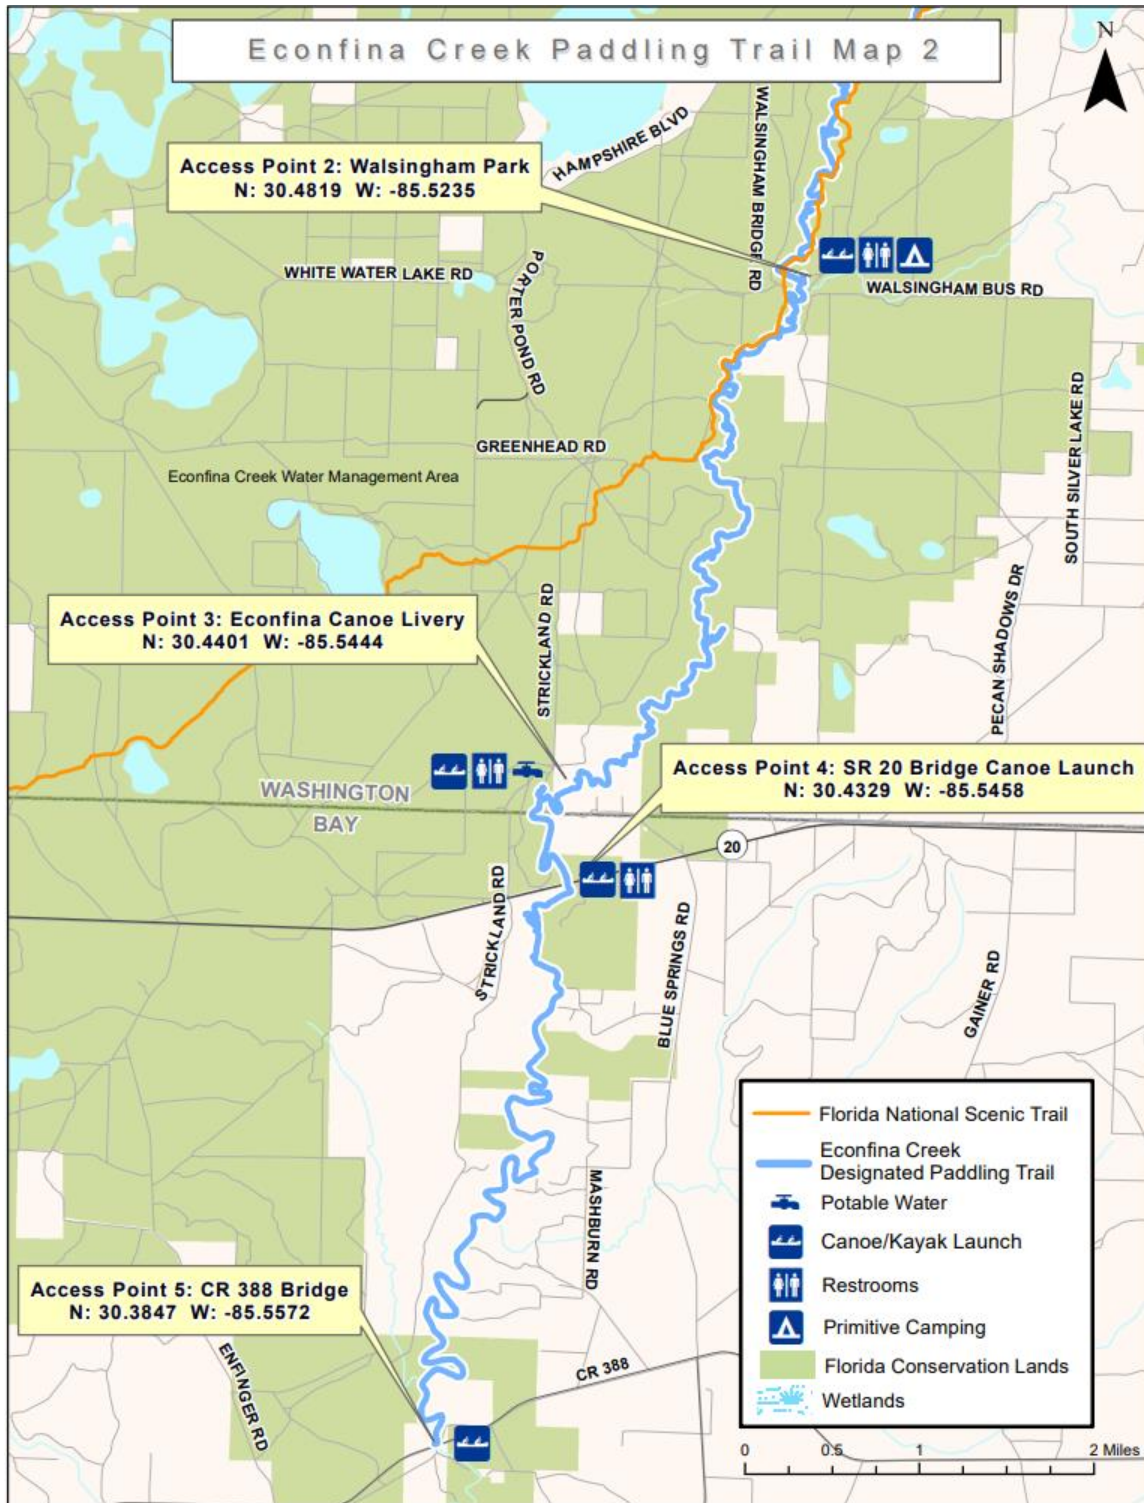 Econfina Creek Paddling Trail Map 2
N
HAMPSHIRE BLVD
WALSINGHAM BRIDGE RD
Access Point 2: Walsingham Park
N: 30.4819 W: -85.5235
WHITE WATER LAKE RD
PORTER POND RD
WALSINGHAM BUS RD
SOUTH SILVER LAKE RD
GREENHEAD RD
Econfina Creek Water Management Area
STRICKLAND RD
PECAN SHADOWS DR
Access Point 3: Econfina Canoe Livery
N: 30.4401 W: -85.5444
Access Point 4: SR 20 Bridge Canoe Launch
N: 30.4329 W: -85.5458
WASHINGTON
BAY
20
STRICKLAND RD
BLUE SPRINGS RD
GAINER RD
MASHBURN RD
Access Point 5: CR 388 Bridge
N: 30.3847 W: -85.5572
ENFINGER RD
CR 388
Florida National Scenic Trail
Econfina Creek
Designated Paddling Trail
Potable Water
Canoe/Kayak Launch
Restrooms
Primitive Camping
Florida Conservation Lands
Wetlands
0 0.5 1 2 Miles